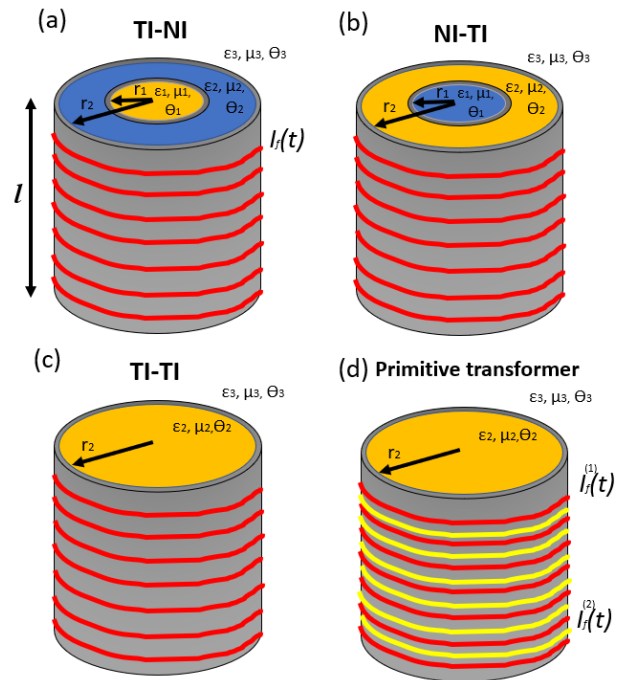 (a)
TI-NI
ε3, μ3, Θ3
r1
ε1, μ1,
Θ1
ε2, μ2,
Θ2
r2
If(t)
l
(b)
NI-TI
ε3, μ3, Θ3
r1
ε1, μ1,
Θ1
ε2, μ2,
Θ2
r2
(c)
TI-TI
ε3, μ3, Θ3
ε2, μ2,Θ2
r2
(d)
Primitive transformer
ε3, μ3, Θ3
ε2, μ2,Θ2
r2
If(1)(t)
If(2)(t)